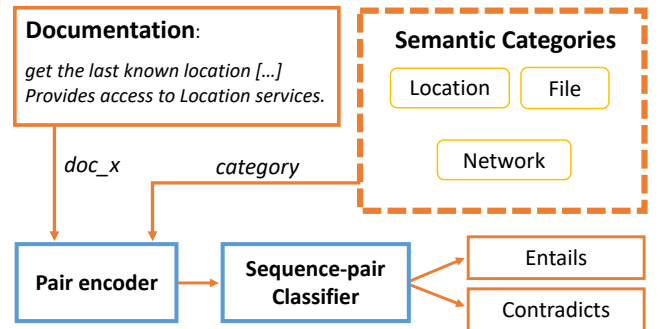 Documentation:
get the last known location [...]
Provides access to Location services.
Semantic Categories
Location
File
Network
doc_x
category
Pair encoder
Sequence-pair
Classifier
Entails
Contradicts